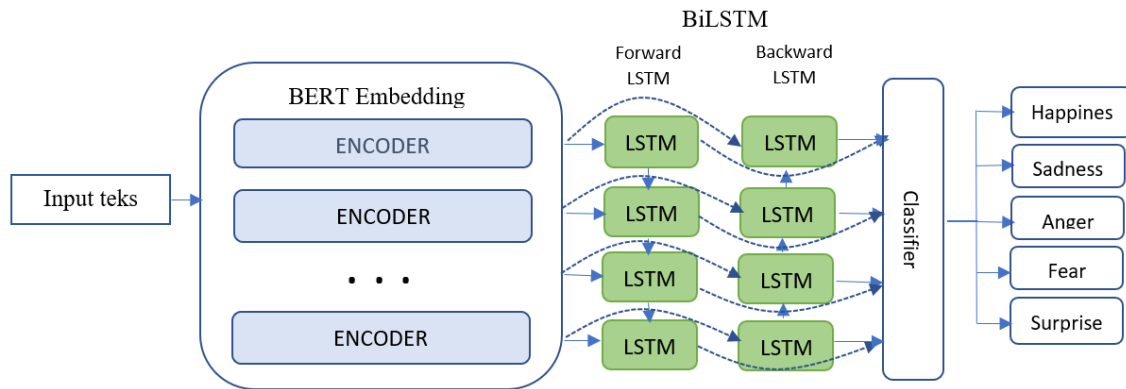 BiLSTM
Forward
LSTM
Backward
LSTM
BERT Embedding
ENCODER
ENCODER
. . .
ENCODER
Input teks
LSTM
LSTM
LSTM
LSTM
LSTM
LSTM
LSTM
LSTM
Classifier
Happines
Sadness
Anger
Fear
Surprise